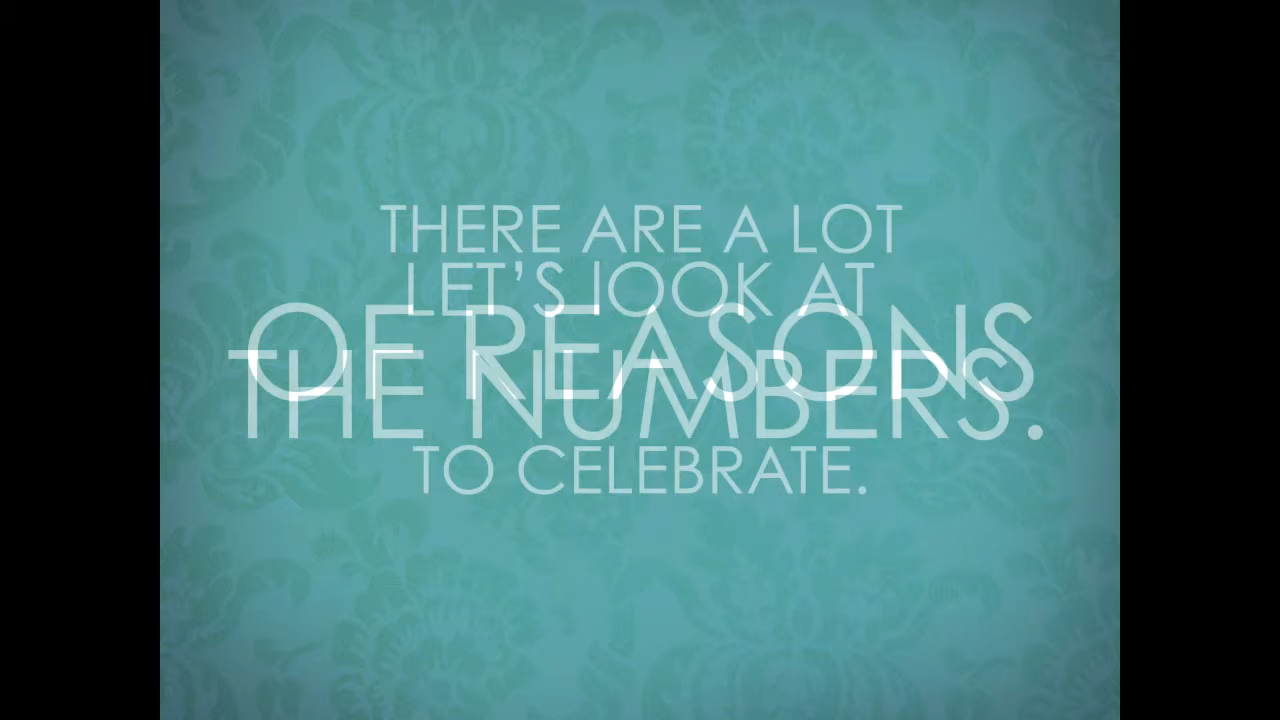 THERE ARE A LOT
LET'S lOOK AT
OF REASONS
THE NUMBERS.
TO CELEBRATE.